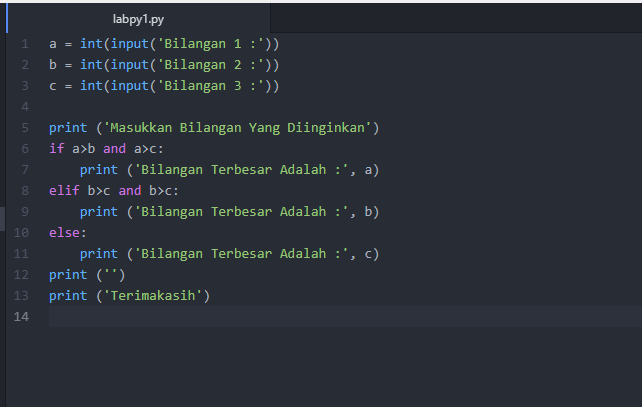 labpy1.py
1 a = int(input('Bilangan 1 :'))
2 b = int(input('Bilangan 2 :'))
3 c = int(input('Bilangan 3 :'))
4
5 print ('Masukkan Bilangan Yang Diinginkan')
6 if a>b and a>c:
7     print ('Bilangan Terbesar Adalah :', a)
8 elif b>c and b>c:
9     print ('Bilangan Terbesar Adalah :', b)
10 else:
11     print ('Bilangan Terbesar Adalah :', c)
12 print ('')
13 print ('Terimakasih')
14